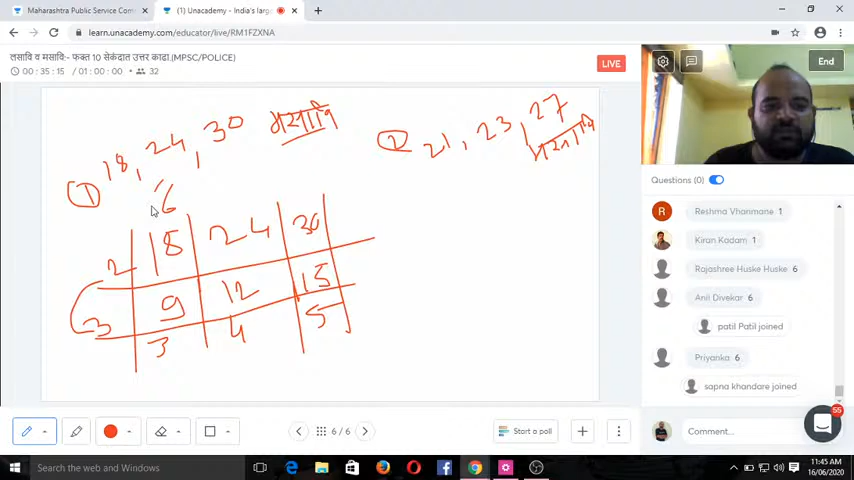 Maharashtra Public Service Com
(1) Unacademy - India's larg
learn.unacademy.com/educator/live/RM1FZXNA
लसावि व मसावि:- फक्त 10 सेकंदात उत्तर काढा.(MPSC/POLICE)
00:35:15 / 01:00:00 32
LIVE
End
① 18, 24, 30 मसावि
② 21, 23, 27 मसावि
6
2 18 24 30
3 9 12 15
3 4 5
Questions (0)
R Reshma Vhanmane 1
Kiran Kadam 1
Rajashree Huske Huske 6
Anil Divekar 6
patil Patil joined
Priyanka 6
sapna khandare joined
55
Comment...
6 / 6
Start a poll
Search the web and Windows
11:45 AM
16/06/2020